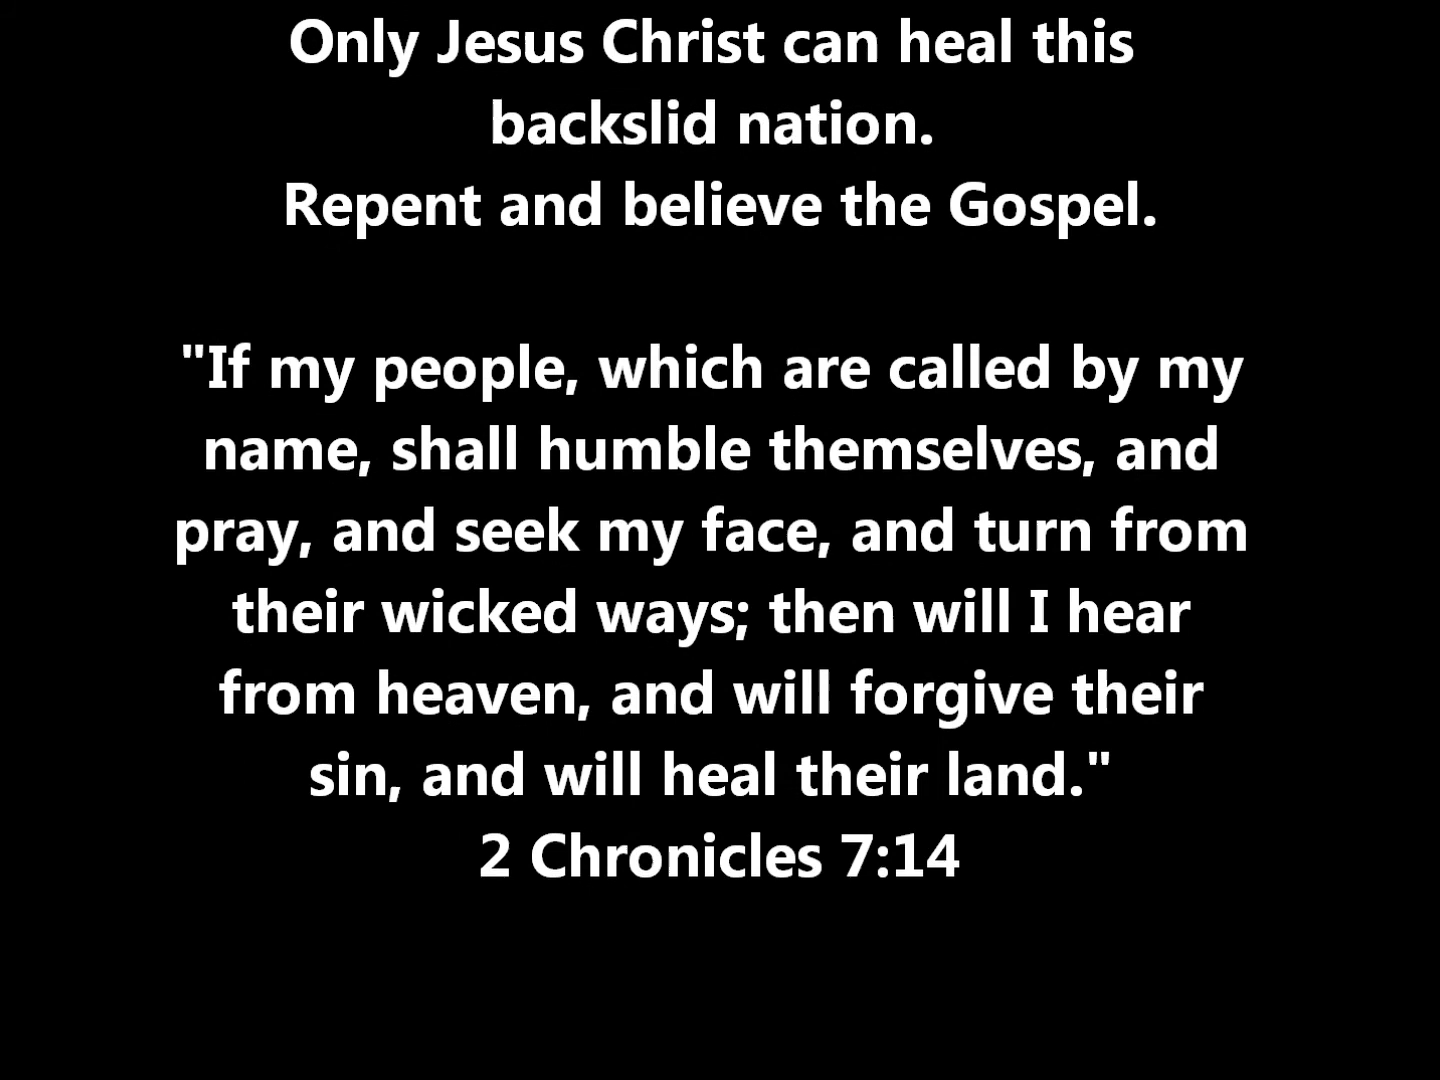 Only Jesus Christ can heal this
backslid nation.
Repent and believe the Gospel.
"If my people, which are called by my
name, shall humble themselves, and
pray, and seek my face, and turn from
their wicked ways; then will I hear
from heaven, and will forgive their
sin, and will heal their land."
2 Chronicles 7:14